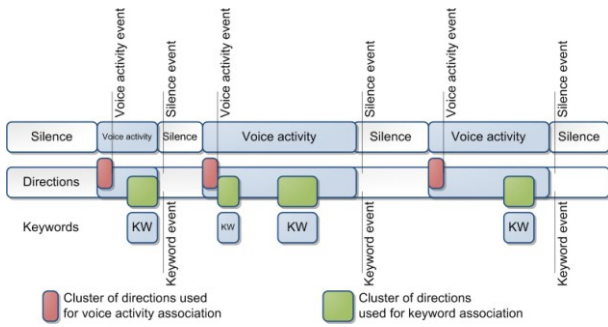 Voice activity event
Silence event
Voice activity event
Silence event
Voice activity event
Silence event
Silence
Voice activity
Silence
Voice activity
Silence
Voice activity
Silence
Directions
Keywords
KW
KW
KW
KW
Keyword event
Keyword event
Keyword event
Cluster of directions used
for voice activity association
Cluster of directions
used for keyword association